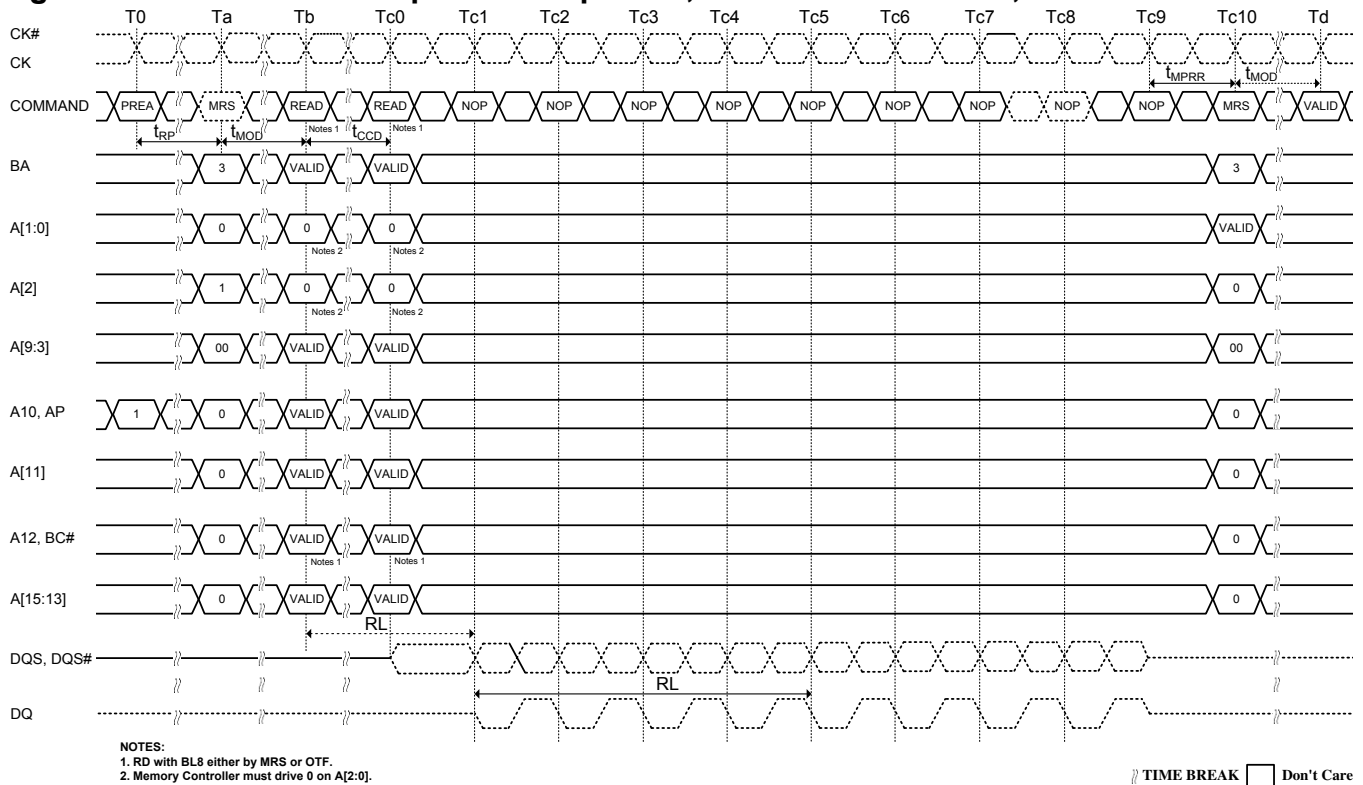 T0 Ta Tb Tc0 Tc1 Tc2 Tc3 Tc4 Tc5 Tc6 Tc7 Tc8 Tc9 Tc10 Td
CK#
CK
tMPRR tMOD
COMMAND PREA MRS READ READ NOP NOP NOP NOP NOP NOP NOP NOP NOP MRS VALID
Notes 1 Notes 1
tRP tMOD tCCD
BA 3 VALID VALID 3
A[1:0] 0 0 0 VALID
Notes 2 Notes 2
A[2] 1 0 0 0
Notes 2 Notes 2
A[9:3] 00 VALID VALID 00
A10, AP 1 0 VALID VALID 0
A[11] 0 VALID VALID 0
A12, BC# 0 VALID VALID 0
Notes 1 Notes 1
A[15:13] 0 VALID VALID 0
RL
DQS, DQS#
RL
DQ
NOTES:
1. RD with BL8 either by MRS or OTF.
2. Memory Controller must drive 0 on A[2:0].
TIME BREAK Don't Care